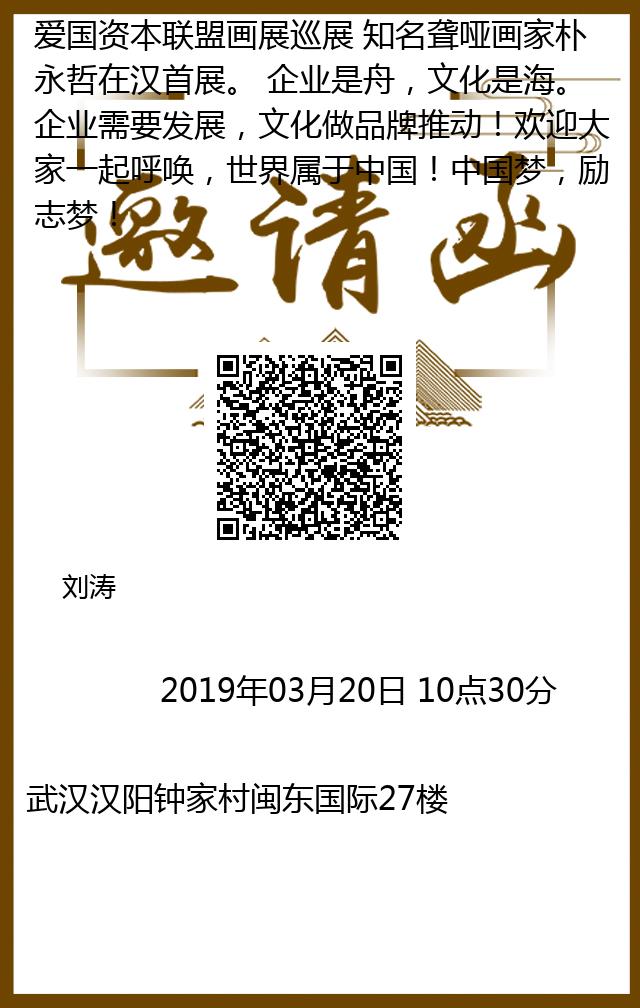 爱国资本联盟画展巡展 知名聋哑画家朴
永哲在汉首展。 企业是舟，文化是海。
企业需要发展，文化做品牌推动！欢迎大
家一起呼唤，世界属于中国！中国梦，励
志梦！
邀请函
刘涛
2019年03月20日 10点30分
武汉汉阳钟家村闽东国际27楼